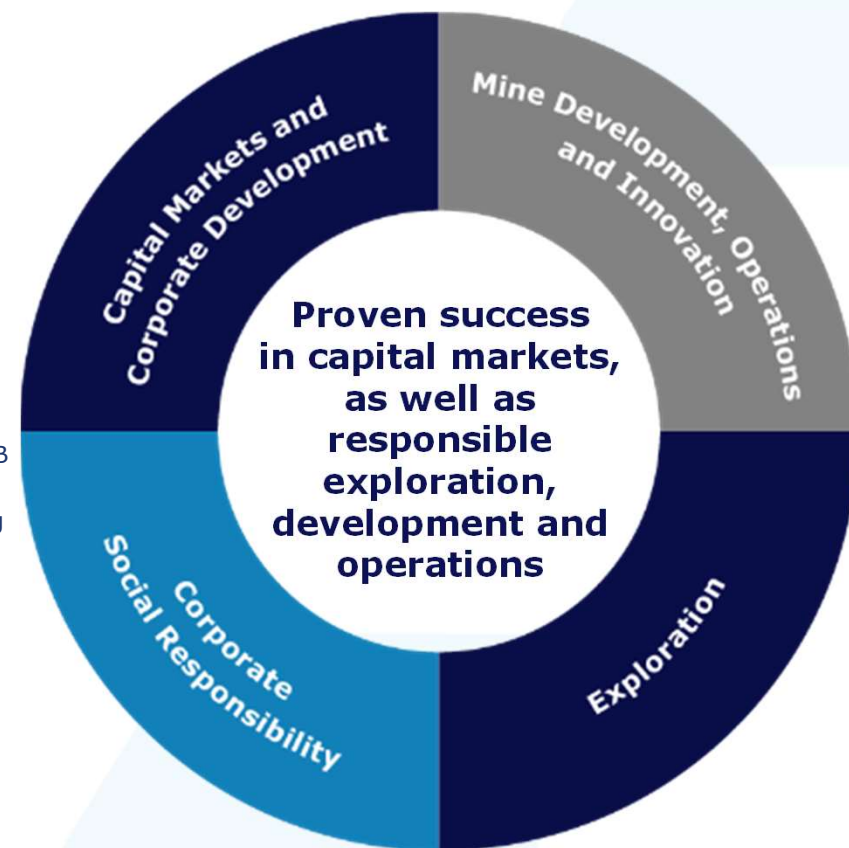 Capital Markets and
Corporate Development
Mine Development, Operations
and Innovation
Proven success
in capital markets,
as well as
responsible
exploration,
development and
operations
Corporate
Social Responsibility
Exploration